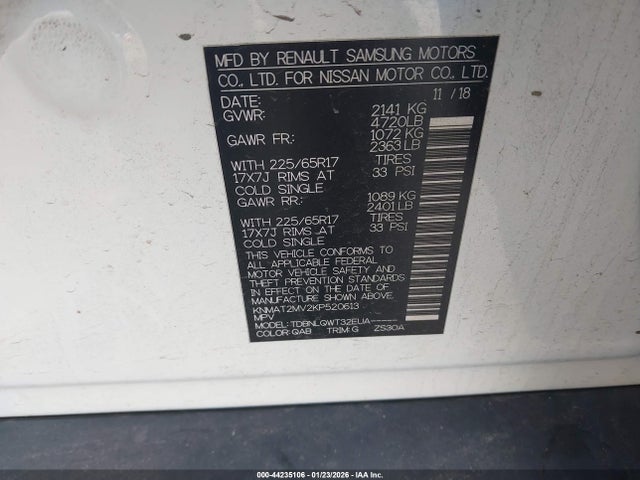 MFD BY RENAULT SAMSUNG MOTORS
CO., LTD. FOR NISSAN MOTOR CO., LTD.
DATE: 11 / 18
GVWR: 2141 KG
4720LB
GAWR FR: 1072 KG
2363 LB
WITH 225/65R17 TIRES
17X7J RIMS AT 33 PSI
COLD SINGLE
GAWR RR: 1089 KG
2401 LB
WITH 225/65R17 TIRES
17X7J RIMS AT 33 PSI
COLD SINGLE
THIS VEHICLE CONFORMS TO
ALL APPLICABLE FEDERAL
MOTOR VEHICLE SAFETY AND
THEFT PREVENTION STANDARDS
IN EFFECT ON THE DATE OF
MANUFACTURE SHOWN ABOVE.
KNMAT2MV2KP520613
MPV
MODEL: TDBNLQWT32EUA-----
COLOR: QAB TRIM: G ZS30A
000-44235106 - 01/23/2026 - IAA Inc.